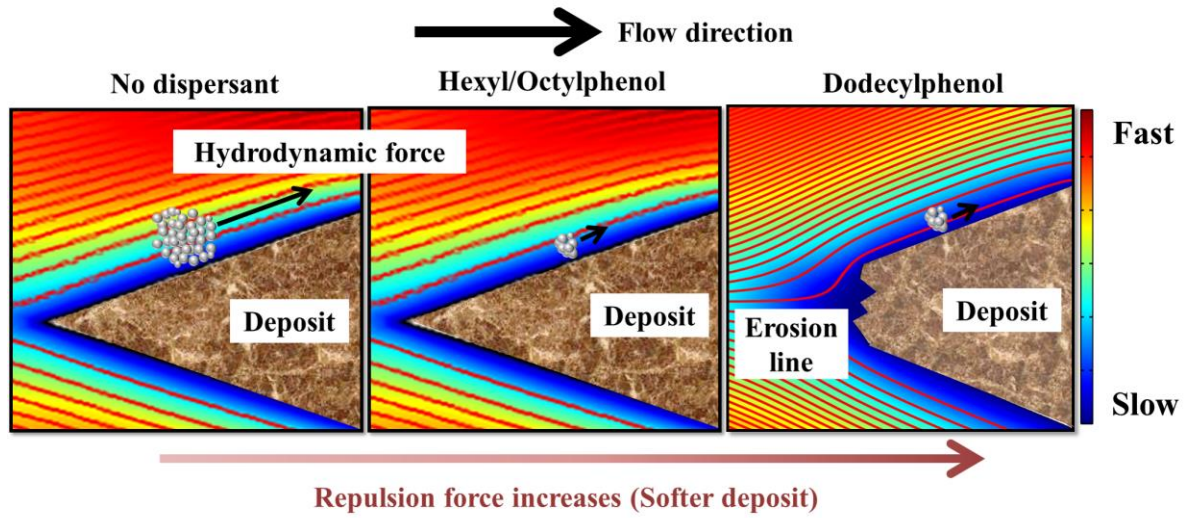 Flow direction
No dispersant
Hexyl/Octylphenol
Dodecylphenol
Hydrodynamic force
Fast
Deposit
Deposit
Deposit
Erosion
line
Slow
Repulsion force increases (Softer deposit)